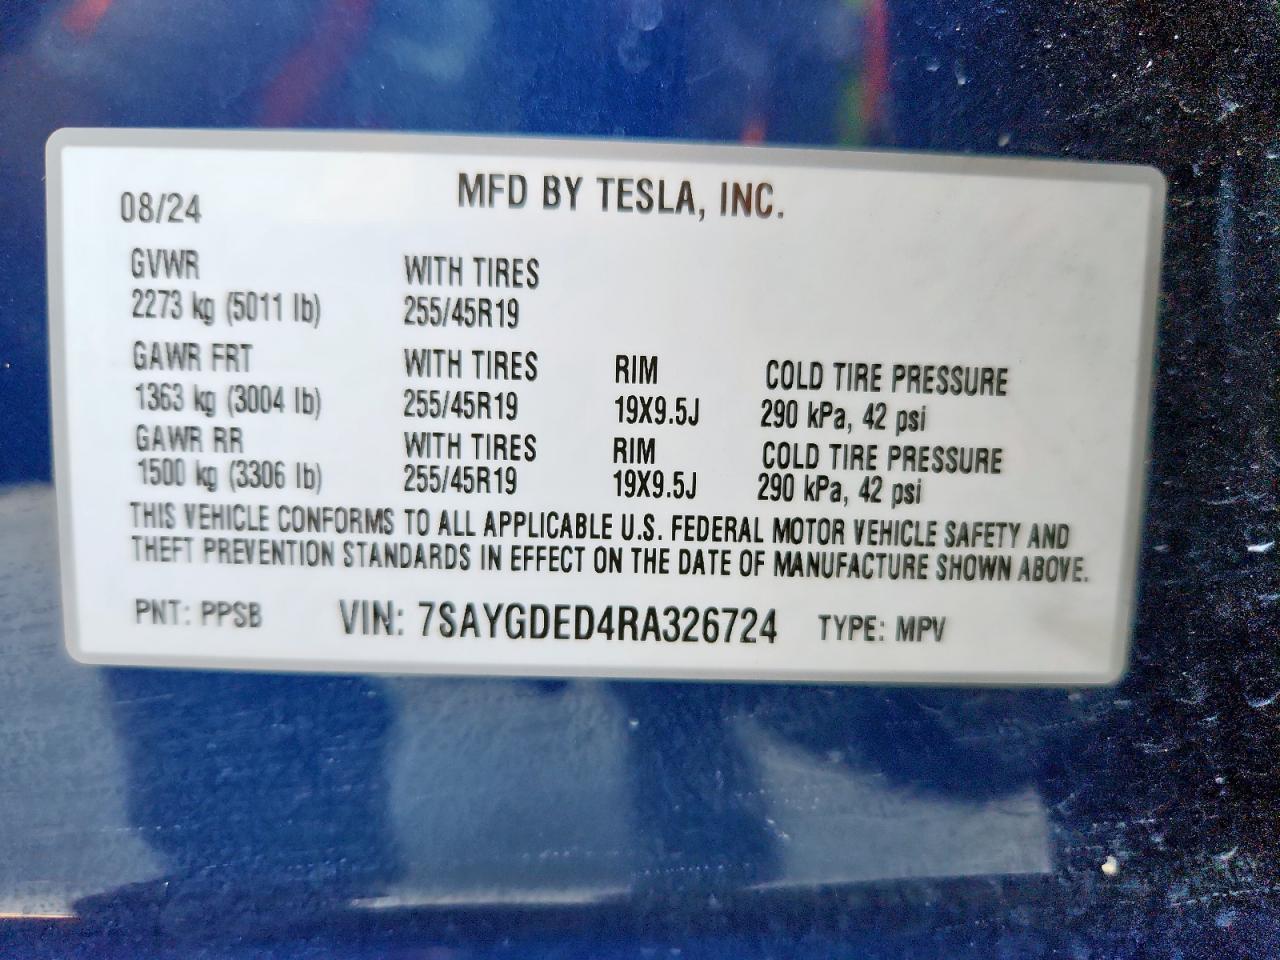 MFD BY TESLA, INC.
08/24
GVWR WITH TIRES
2273 kg (5011 lb) 255/45R19
GAWR FRT WITH TIRES RIM COLD TIRE PRESSURE
1363 kg (3004 lb) 255/45R19 19X9.5J 290 kPa, 42 psi
GAWR RR WITH TIRES RIM COLD TIRE PRESSURE
1500 kg (3306 lb) 255/45R19 19X9.5J 290 kPa, 42 psi
THIS VEHICLE CONFORMS TO ALL APPLICABLE U.S. FEDERAL MOTOR VEHICLE SAFETY AND
THEFT PREVENTION STANDARDS IN EFFECT ON THE DATE OF MANUFACTURE SHOWN ABOVE.
PNT: PPSB VIN: 7SAYGDED4RA326724 TYPE: MPV